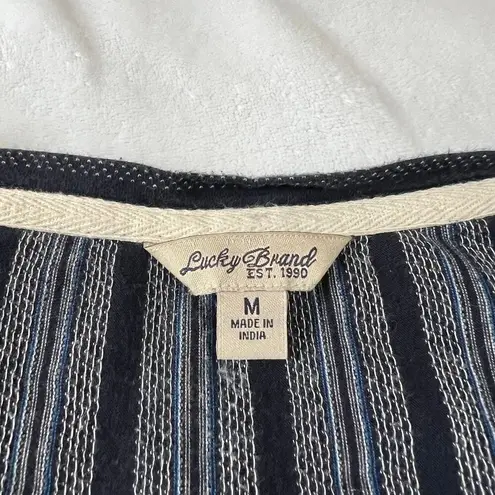 Lucky Brand
EST. 1990
M
MADE IN
INDIA